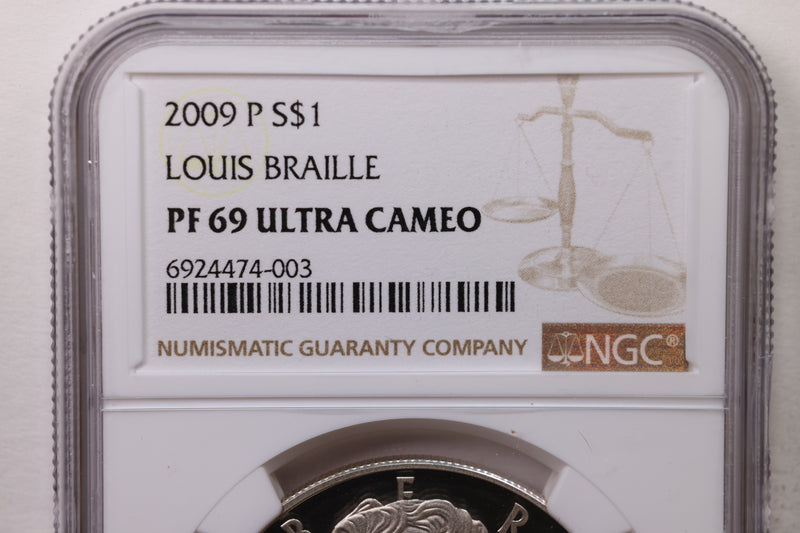 2009 P S$1
LOUIS BRAILLE
PF 69 ULTRA CAMEO
6924474-003
NUMISMATIC GUARANTY COMPANY
NGC®
B E R